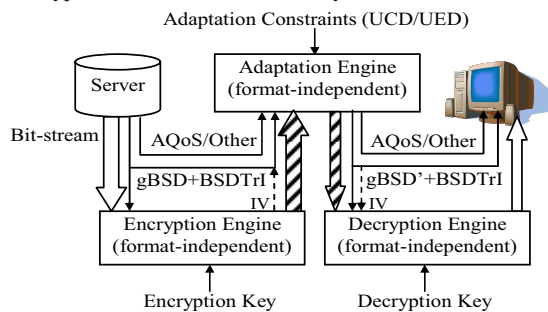 Adaptation Constraints (UCD/UED)
Server
Adaptation Engine
(format-independent)
Bit-stream
AQoS/Other
AQoS/Other
gBSD+BSDTrI
gBSD’+BSDTrI
IV
IV
Encryption Engine
(format-independent)
Decryption Engine
(format-independent)
Encryption Key
Decryption Key